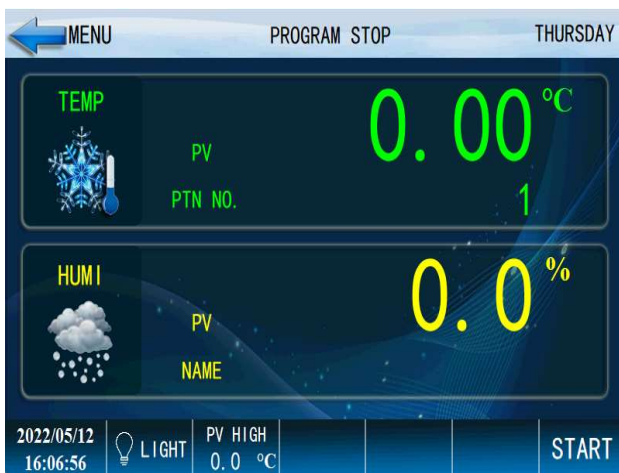 MENU PROGRAM STOP THURSDAY
TEMP 0.00 °C
PV
PTN NO. 1
HUMI 0.0 %
PV
NAME
2022/05/12 LIGHT PV HIGH START
16:06:56 0.0 °C